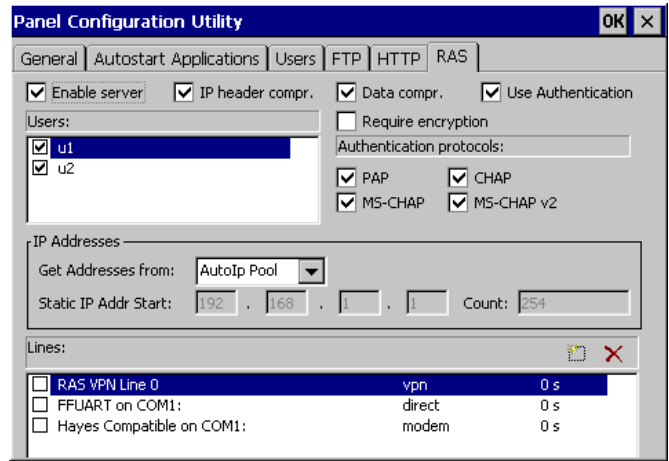 Panel Configuration Utility OK ×
General Autostart Applications Users FTP HTTP RAS
Enable server IP header compr. Data compr. Use Authentication
Users: Require encryption
u1 Authentication protocols:
u2 PAP CHAP
MS-CHAP MS-CHAP v2
IP Addresses
Get Addresses from: AutoIp Pool
Static IP Addr Start: 192 . 168 . 1 . 1 Count: 254
Lines:
RAS VPN Line 0 vpn 0 s
FFUART on COM1: direct 0 s
Hayes Compatible on COM1: modem 0 s